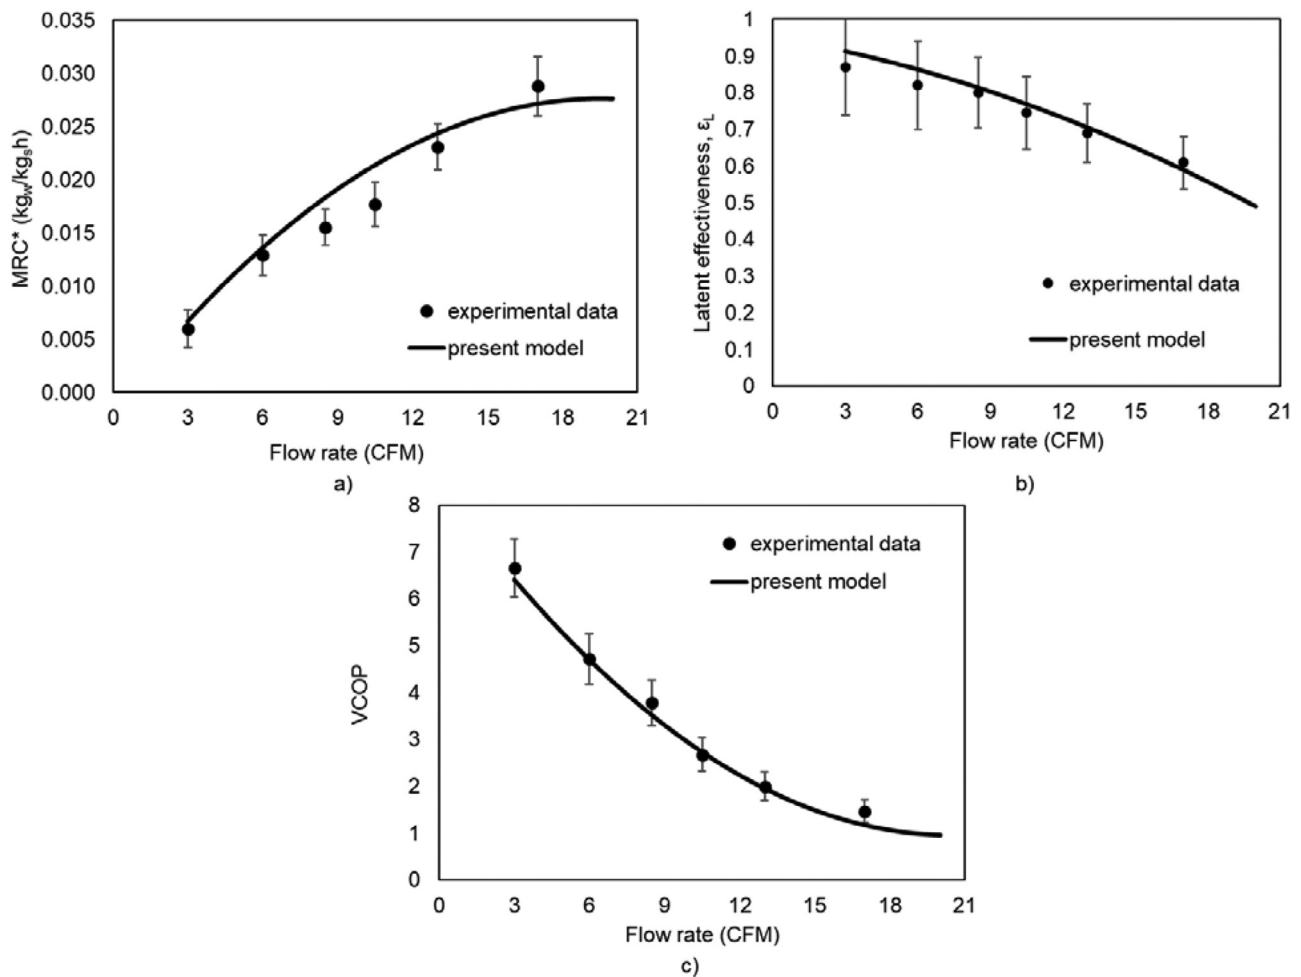 0.035
0.030
0.025
0.020
0.015
0.010
0.005
0.000
MRC* (kgw/kgsh)
experimental data
present model
0 3 6 9 12 15 18 21
Flow rate (CFM)
a)
1
0.9
0.8
0.7
0.6
0.5
0.4
0.3
0.2
0.1
0
Latent effectiveness, εL
experimental data
present model
0 3 6 9 12 15 18 21
Flow rate (CFM)
b)
8
7
6
5
4
3
2
1
0
VCOP
experimental data
present model
0 3 6 9 12 15 18 21
Flow rate (CFM)
c)